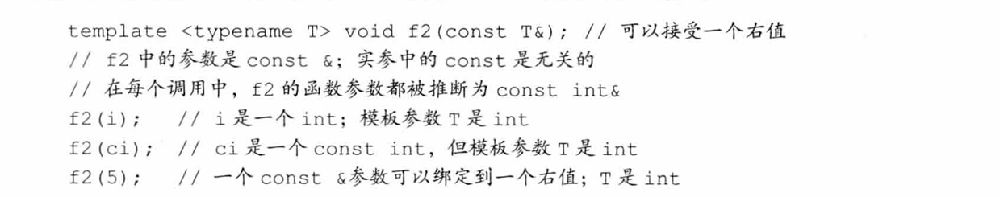 template <typename T> void f2(const T&); // 可以接受一个右值
// f2 中的参数是 const &; 实参中的 const 是无关的
// 在每个调用中, f2 的函数参数都被推断为 const int&
f2(i); // i 是一个 int; 模板参数 T 是 int
f2(ci); // ci 是一个 const int, 但模板参数 T 是 int
f2(5); // 一个 const &参数可以绑定到一个右值; T 是 int